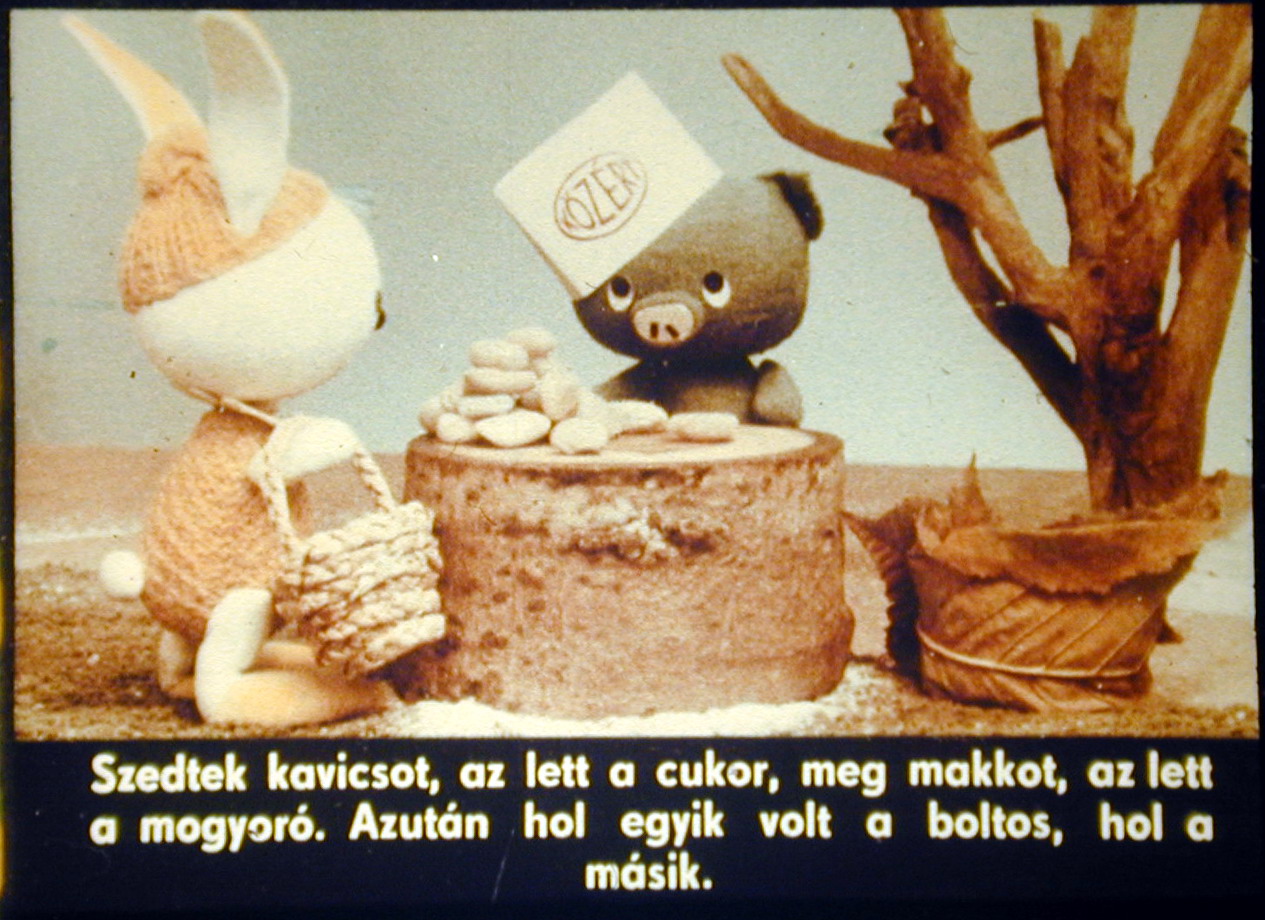 KÖZÉRT
Szedtek kavicsot, az lett a cukor, meg makkot, az lett
a mogyoró. Azután hol egyik volt a boltos, hol a
másik.